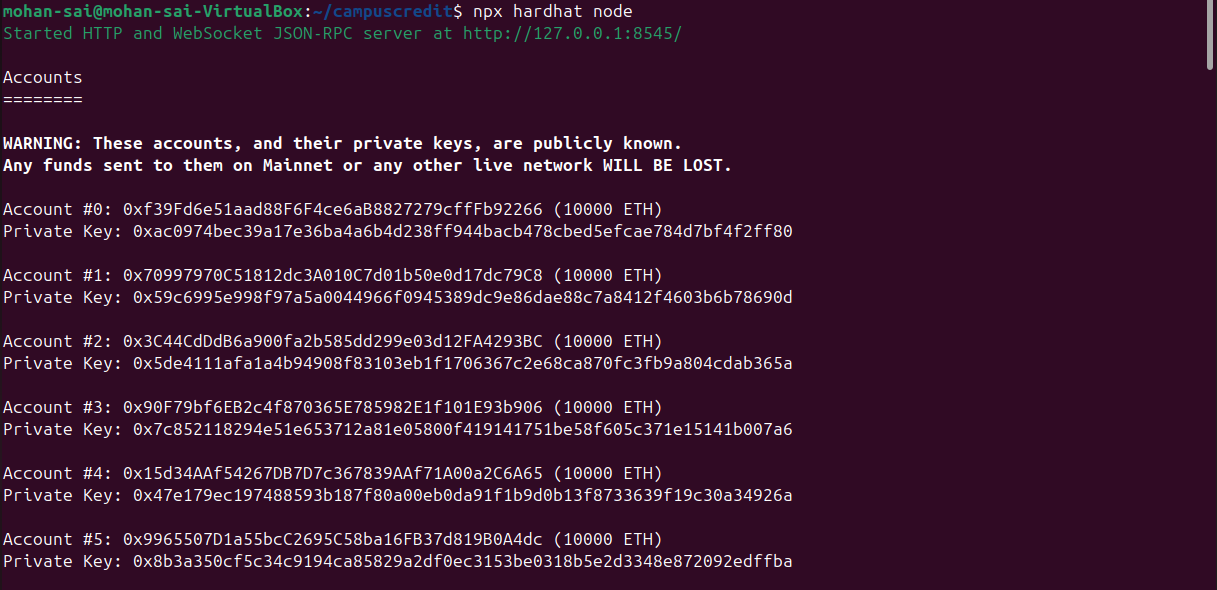 mohan-sai@mohan-sai-VirtualBox:~/campuscredit$ npx hardhat node
Started HTTP and WebSocket JSON-RPC server at http://127.0.0.1:8545/
Accounts
========
WARNING: These accounts, and their private keys, are publicly known.
Any funds sent to them on Mainnet or any other live network WILL BE LOST.
Account #0: 0xf39Fd6e51aad88F6F4ce6aB8827279cffFb92266 (10000 ETH)
Private Key: 0xac0974bec39a17e36ba4a6b4d238ff944bacb478cbed5efcae784d7bf4f2ff80
Account #1: 0x70997970C51812dc3A010C7d01b50e0d17dc79C8 (10000 ETH)
Private Key: 0x59c6995e998f97a5a0044966f0945389dc9e86dae88c7a8412f4603b6b78690d
Account #2: 0x3C44CdDdB6a900fa2b585dd299e03d12FA4293BC (10000 ETH)
Private Key: 0x5de4111afa1a4b94908f83103eb1f1706367c2e68ca870fc3fb9a804cdab365a
Account #3: 0x90F79bf6EB2c4f870365E785982E1f101E93b906 (10000 ETH)
Private Key: 0x7c852118294e51e653712a81e05800f419141751be58f605c371e15141b007a6
Account #4: 0x15d34AAf54267DB7D7c367839AAf71A00a2C6A65 (10000 ETH)
Private Key: 0x47e179ec197488593b187f80a00eb0da91f1b9d0b13f8733639f19c30a34926a
Account #5: 0x9965507D1a55bcC2695C58ba16FB37d819B0A4dc (10000 ETH)
Private Key: 0x8b3a350cf5c34c9194ca85829a2df0ec3153be0318b5e2d3348e872092edffba